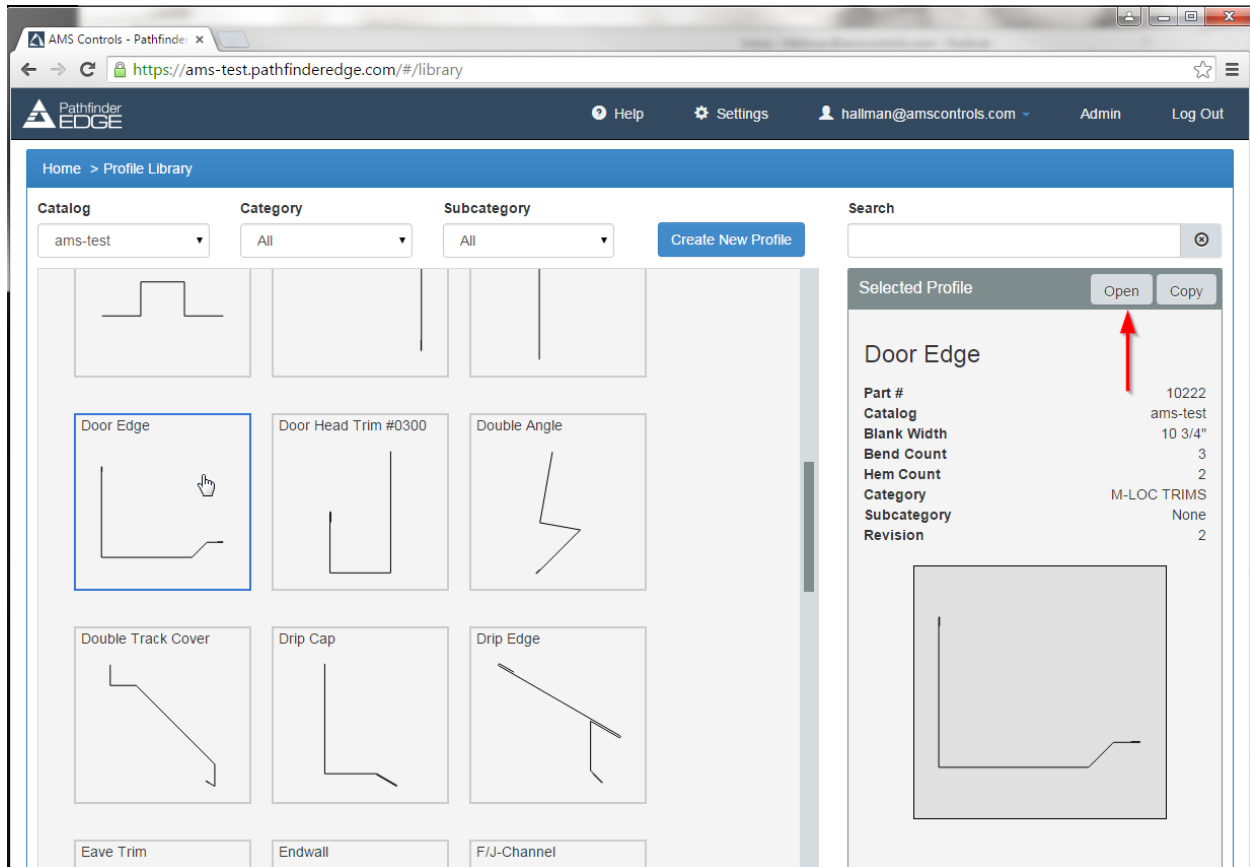 AMS Controls - Pathfinde
https://ams-test.pathfinderedge.com/#/library
Pathfinder
EDGE
Help
Settings
hallman@amscontrols.com
Admin
Log Out
Home > Profile Library
Catalog
Category
Subcategory
Search
ams-test
All
All
Create New Profile
Selected Profile
Open
Copy
Door Edge
Part # 10222
Catalog ams-test
Blank Width 10 3/4"
Bend Count 3
Hem Count 2
Category M-LOC TRIMS
Subcategory None
Revision 2
Door Edge
Door Head Trim #0300
Double Angle
Double Track Cover
Drip Cap
Drip Edge
Eave Trim
Endwall
F/J-Channel